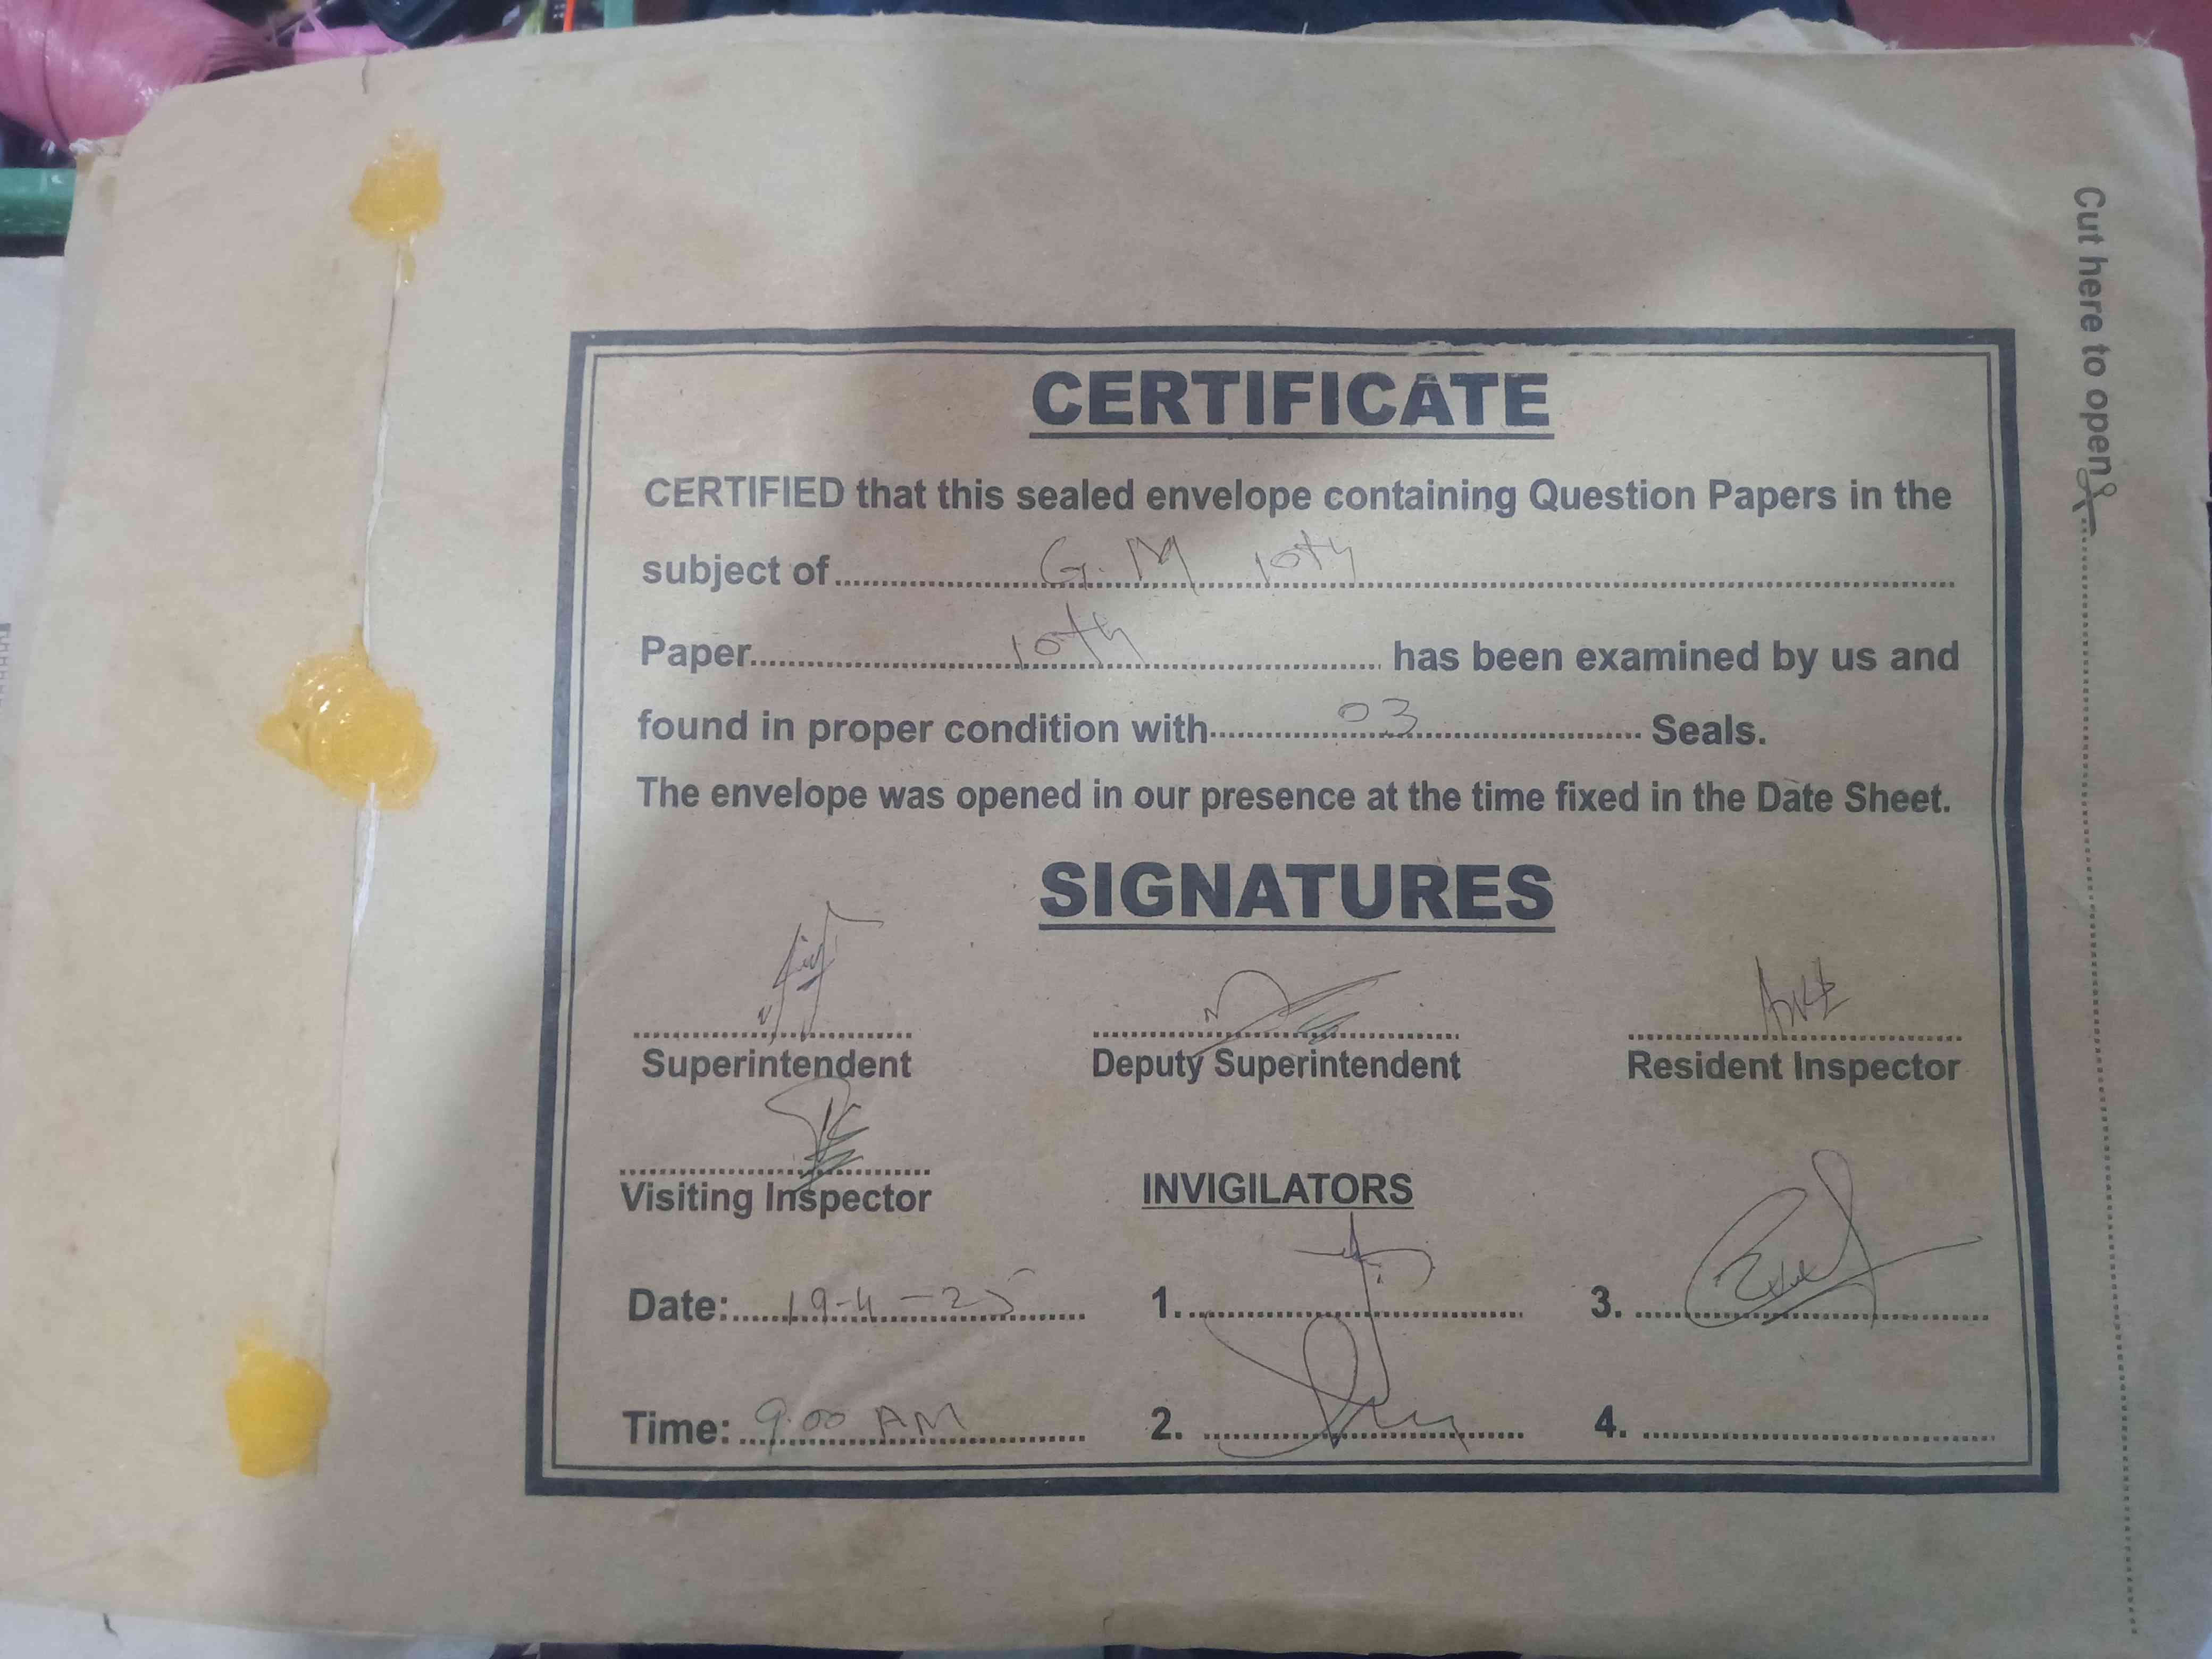 Cut here to open
CERTIFICATE
CERTIFIED that this sealed envelope containing Question Papers in the
subject of G. M 10th
Paper 10th has been examined by us and
found in proper condition with 03 Seals.
The envelope was opened in our presence at the time fixed in the Date Sheet.
SIGNATURES
Superintendent Deputy Superintendent Resident Inspector
Visiting Inspector INVIGILATORS
Date: 19-4-25 1. 3.
Time: 9:00 AM 2. 4.